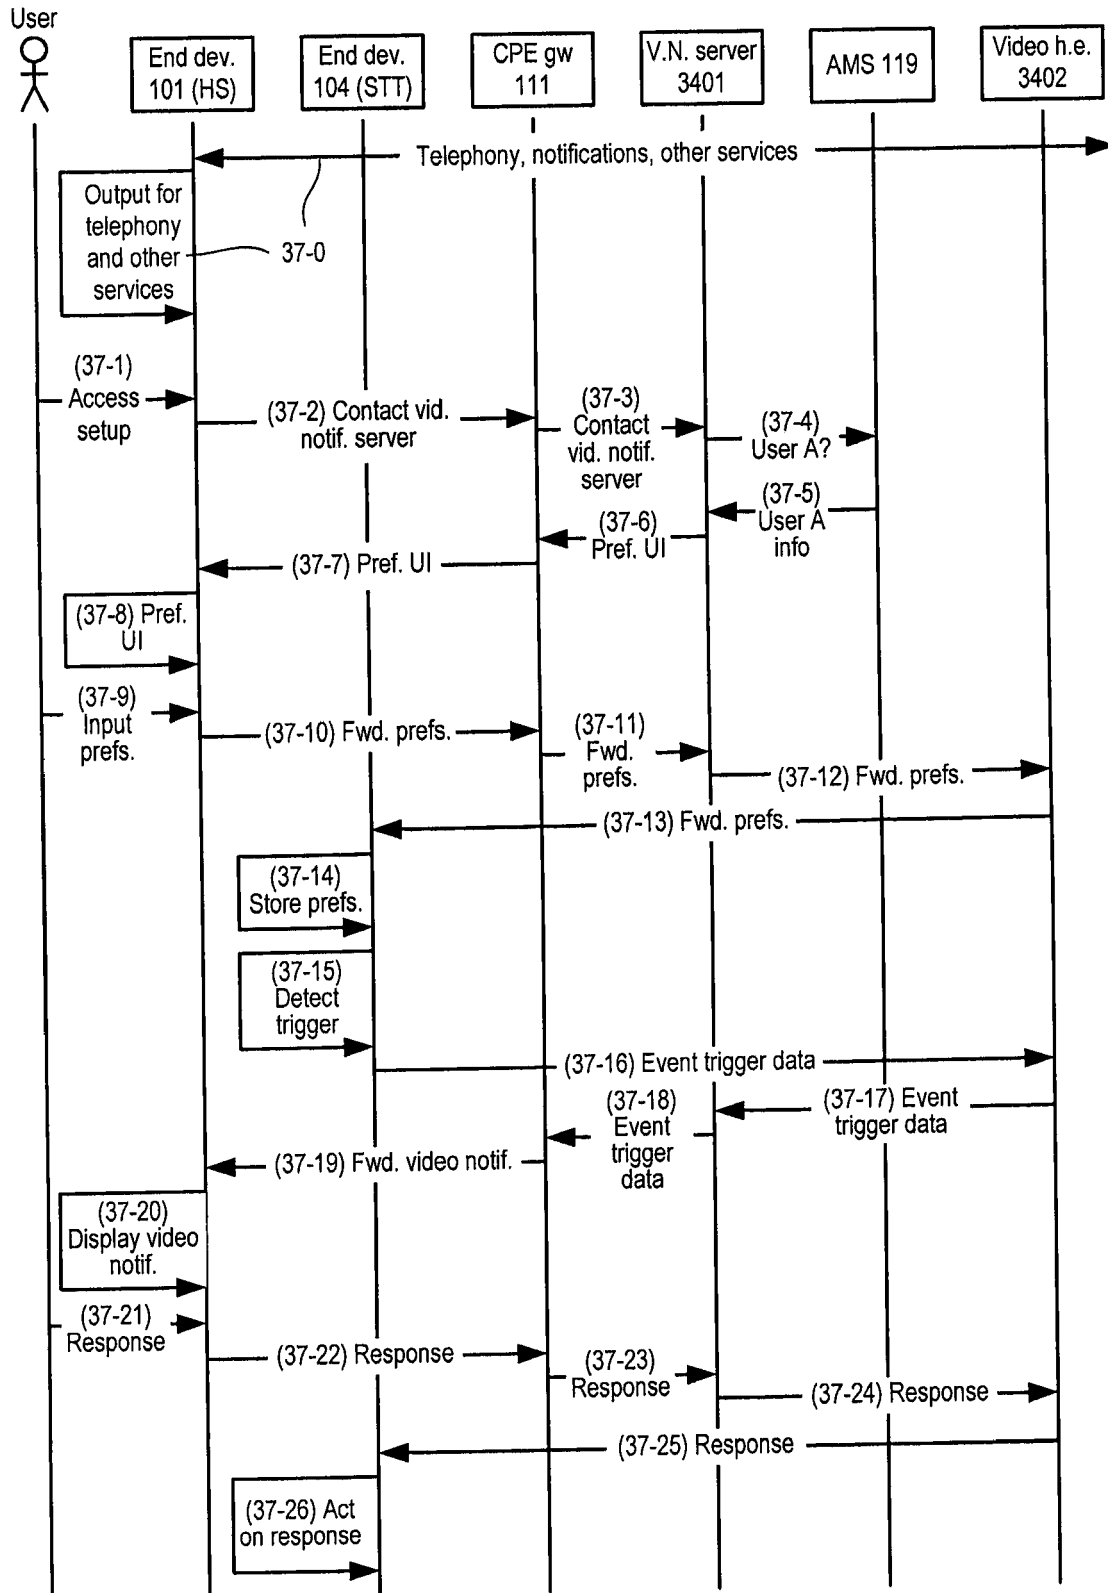 User
End dev.
101 (HS)
End dev.
104 (STT)
CPE gw
111
V.N. server
3401
AMS 119
Video h.e.
3402
Telephony, notifications, other services
Output for
telephony
and other
services
37-0
(37-1)
Access
setup
(37-2) Contact vid.
notif. server
(37-3)
Contact
vid. notif.
server
(37-4)
User A?
(37-5)
User A
info
(37-6)
Pref. UI
(37-7) Pref. UI
(37-8) Pref.
UI
(37-9)
Input
prefs.
(37-10) Fwd. prefs.
(37-11)
Fwd.
prefs.
(37-12) Fwd. prefs.
(37-13) Fwd. prefs.
(37-14)
Store prefs.
(37-15)
Detect
trigger
(37-16) Event trigger data
(37-17) Event
trigger data
(37-18)
Event
trigger
data
(37-19) Fwd. video notif.
(37-20)
Display video
notif.
(37-21)
Response
(37-22) Response
(37-23)
Response
(37-24) Response
(37-25) Response
(37-26) Act
on response